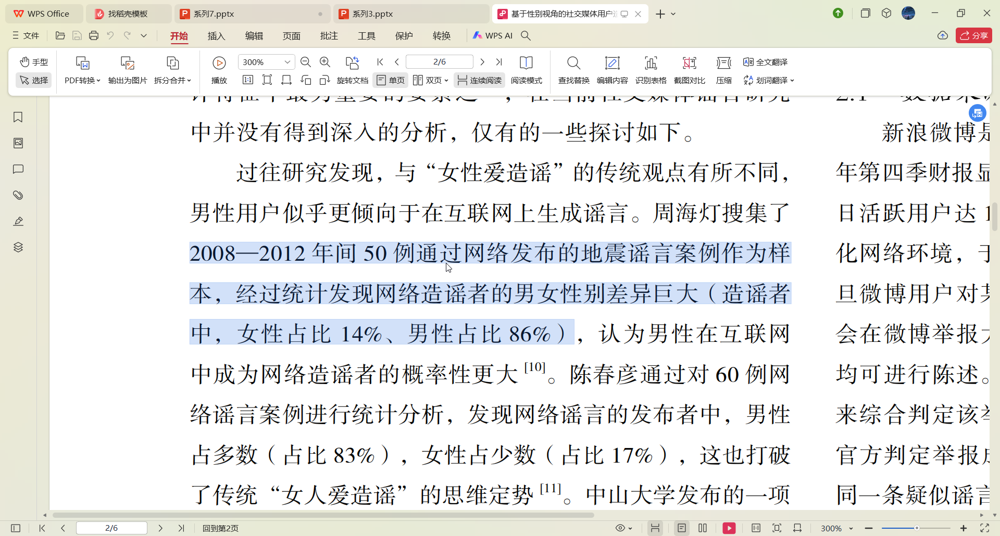 WPS Office
找稻壳模板
系列7.pptx
系列3.pptx
基于性别视角的社交媒体用户
文件
开始
插入
编辑
页面
批注
工具
保护
转换
WPS AI
分享
手型
选择
PDF转换
输出为图片
拆分合并
播放
300%
旋转文档
2/6
单页
双页
连续阅读
阅读模式
查找替换
编辑内容
识别表格
截图对比
压缩
全文翻译
划词翻译
中并没有得到深入的分析，仅有的一些探讨如下。
过往研究发现，与“女性爱造谣”的传统观点有所不同，
男性用户似乎更倾向于在互联网上生成谣言。周海灯搜集了
2008—2012 年间 50 例通过网络发布的地震谣言案例作为样
本，经过统计发现网络造谣者的男女性别差异巨大（造谣者
中，女性占比 14%、男性占比 86%），认为男性在互联网
中成为网络造谣者的概率性更大[10]。陈春彦通过对 60 例网
络谣言案例进行统计分析，发现网络谣言的发布者中，男性
占多数（占比 83%），女性占少数（占比 17%），这也打破
了传统“女人爱造谣”的思维定势[11]。中山大学发布的一项
新浪微博是
年第四季财报显
日活跃用户达 1
化网络环境，于
旦微博用户对某
会在微博举报大
均可进行陈述。
来综合判定该举
官方判定举报成
同一条疑似谣言
2/6
回到第2页
300%